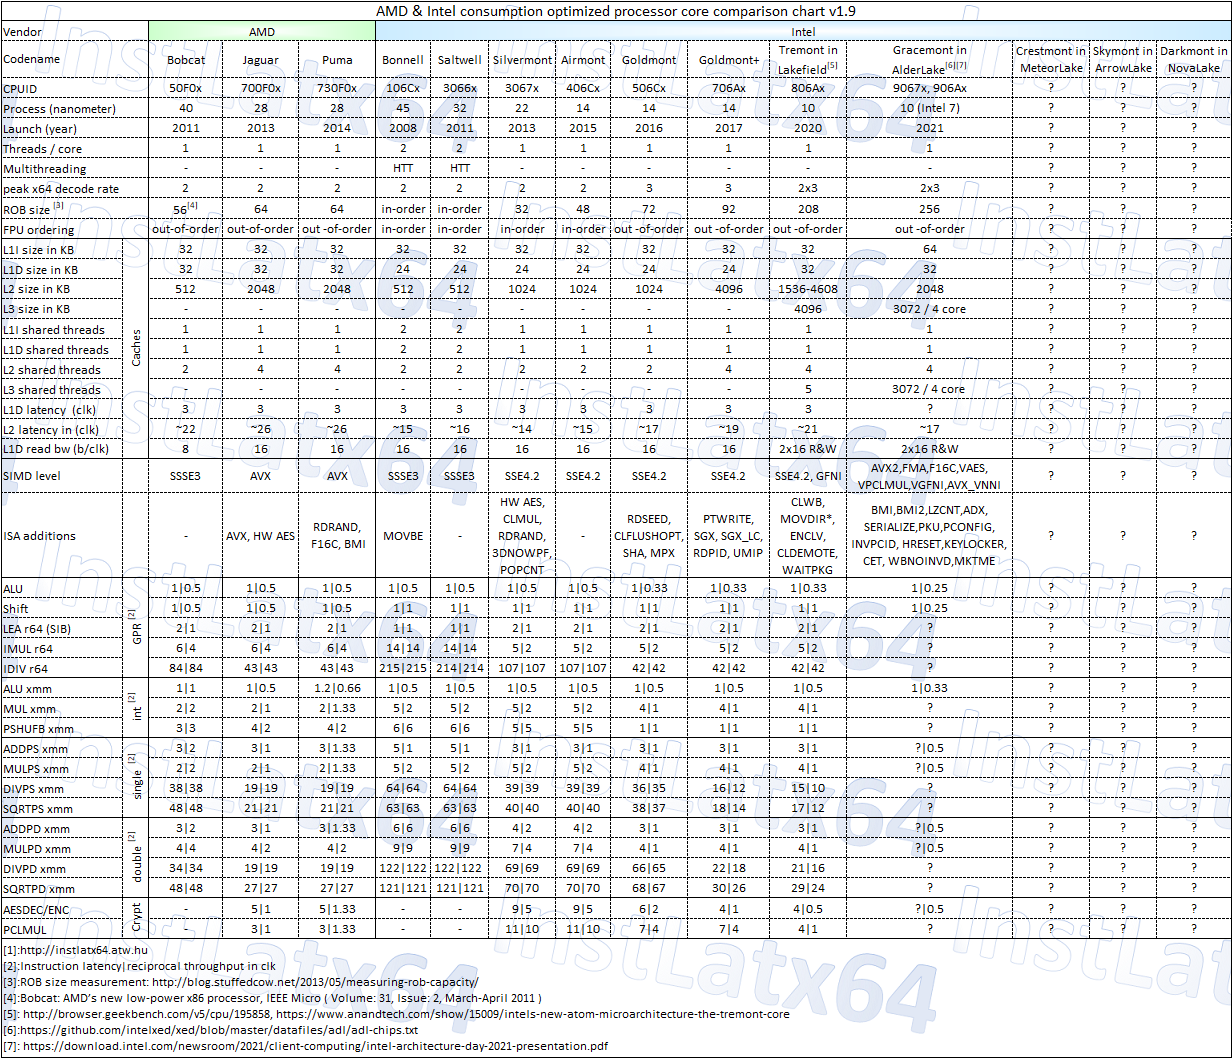 AMD & Intel consumption optimized processor core comparison chart v1.9
Vendor AMD Intel
Codename Bobcat Jaguar Puma Bonnell Saltwell Silvermont Airmont Goldmont Goldmont+ Tremont in Lakefield[5] Gracemont in AlderLake[6][7] Crestmont in MeteorLake Skymont in ArrowLake Darkmont in NovaLake
CPUID 50F0x 700F0x 730F0x 106Cx 3066x 3067x 406Cx 506Cx 706Ax 806Ax 9067x, 906Ax ? ? ?
Process (nanometer) 40 28 28 45 32 22 14 14 14 10 10 (Intel 7) ? ? ?
Launch (year) 2011 2013 2014 2008 2011 2013 2015 2016 2017 2020 2021 ? ? ?
Threads / core 1 1 1 2 2 1 1 1 1 1 1 ? ? ?
Multithreading - - - HTT HTT - - - - - - ? ? ?
peak x64 decode rate 2 2 2 2 2 2 2 3 3 2x3 2x3 ? ? ?
ROB size [3] 56[4] 64 64 in-order in-order 32 48 72 92 208 256 ? ? ?
FPU ordering out-of-order out-of-order out -of-order in-order in-order in-order in-order out -of-order out -of-order out-of-order out -of-order ? ? ?
Caches
L1I size in KB 32 32 32 32 32 32 32 32 32 32 64 ? ? ?
L1D size in KB 32 32 32 24 24 24 24 24 24 32 32 ? ? ?
L2 size in KB 512 2048 2048 512 512 1024 1024 1024 4096 1536-4608 2048 ? ? ?
L3 size in KB - - - - - - - - - 4096 3072 / 4 core ? ? ?
L1I shared threads 1 1 1 2 2 1 1 1 1 1 1 ? ? ?
L1D shared threads 1 1 1 2 2 1 1 1 1 1 1 ? ? ?
L2 shared threads 2 4 4 2 2 2 2 2 4 4 4 ? ? ?
L3 shared threads - - - - - - - - - 5 3072 / 4 core ? ? ?
L1D latency (clk) 3 3 3 3 3 3 3 3 3 3 ? ? ? ?
L2 latency in (clk) ~22 ~26 ~26 ~15 ~16 ~14 ~15 ~17 ~19 ~21 ~17 ? ? ?
L1D read bw (b/clk) 8 16 16 16 16 16 16 16 16 2x16 R&W 2x16 R&W ? ? ?
SIMD level SSSE3 AVX AVX SSSE3 SSSE3 SSE4.2 SSE4.2 SSE4.2 SSE4.2 SSE4.2, GFNI AVX2,FMA,F16C,VAES, VPCLMUL,VGFNI,AVX_VNNI ? ? ?
ISA additions - AVX, HW AES RDRAND, F16C, BMI MOVBE - HW AES, CLMUL, RDRAND, 3DNOWPF, POPCNT - RDSEED, CLFLUSHOPT, SHA, MPX PTWRITE, SGX, SGX_LC, RDPID, UMIP CLWB, MOVDIR*, ENCLV, CLDEMOTE, WAITPKG BMI,BMI2,LZCNT,ADX, SERIALIZE,PKU,PCONFIG, INVPCID, HRESET,KEYLOCKER, CET, WBNOINVD,MKTME ? ? ?
GPR [2]
ALU 1|0.5 1|0.5 1|0.5 1|0.5 1|0.5 1|0.5 1|0.5 1|0.33 1|0.33 1|0.33 1|0.25 ? ? ?
Shift 1|0.5 1|0.5 1|0.5 1|1 1|1 1|1 1|1 1|1 1|1 1|1 1|0.25 ? ? ?
LEA r64 (SIB) 2|1 2|1 2|1 1|1 1|1 2|1 2|1 2|1 2|1 2|1 ? ? ? ?
IMUL r64 6|4 6|4 6|4 14|14 14|14 5|2 5|2 5|2 5|2 5|2 ? ? ? ?
IDIV r64 84|84 43|43 43|43 215|215 214|214 107|107 107|107 42|42 42|42 42|42 ? ? ? ?
int [2]
ALU xmm 1|1 1|0.5 1.2|0.66 1|0.5 1|0.5 1|0.5 1|0.5 1|0.5 1|0.5 1|0.5 1|0.33 ? ? ?
MUL xmm 2|2 2|1 2|1.33 5|2 5|2 5|2 5|2 4|1 4|1 4|1 ? ? ? ?
PSHUFB xmm 3|3 4|2 4|2 6|6 6|6 5|5 5|5 1|1 1|1 1|1 ? ? ? ?
single [2]
ADDPS xmm 3|2 3|1 3|1.33 5|1 5|1 3|1 3|1 3|1 3|1 3|1 ?|0.5 ? ? ?
MULPS xmm 2|2 2|1 2|1.33 5|2 5|2 5|2 5|2 4|1 4|1 4|1 ?|0.5 ? ? ?
DIVPS xmm 38|38 19|19 19|19 64|64 64|64 39|39 39|39 36|35 16|12 15|10 ? ? ? ?
SQRTPS xmm 48|48 21|21 21|21 63|63 63|63 40|40 40|40 38|37 18|14 17|12 ? ? ? ?
double [2]
ADDPD xmm 3|2 3|1 3|1.33 6|6 6|6 4|2 4|2 3|1 3|1 3|1 ?|0.5 ? ? ?
MULPD xmm 4|4 4|2 4|2 9|9 9|9 7|4 7|4 4|1 4|1 4|1 ?|0.5 ? ? ?
DIVPD xmm 34|34 19|19 19|19 122|122 122|122 69|69 69|69 66|65 22|18 21|16 ? ? ? ?
SQRTPD xmm 48|48 27|27 27|27 121|121 121|121 70|70 70|70 68|67 30|26 29|24 ? ? ? ?
Crypt
AESDEC/ENC - 5|1 5|1.33 - - 9|5 9|5 6|2 4|1 4|0.5 ?|0.5 ? ? ?
PCLMUL - 3|1 3|1.33 - - 11|10 11|10 7|4 7|4 4|1 ? ? ? ?
[1]:http://instlatx64.atw.hu
[2]:Instruction latency|reciprocal throughput in clk
[3]:ROB size measurement: http://blog.stuffedcow.net/2013/05/measuring-rob-capacity/
[4]:Bobcat: AMD's new low-power x86 processor, IEEE Micro ( Volume: 31, Issue: 2, March-April 2011 )
[5]: http://browser.geekbench.com/v5/cpu/195858, https://www.anandtech.com/show/15009/intels-new-atom-microarchitecture-the-tremont-core
[6]:https://github.com/intelxed/xed/blob/master/datafiles/adl/adl-chips.txt
[7]: https://download.intel.com/newsroom/2021/client-computing/intel-architecture-day-2021-presentation.pdf
InstLatx64